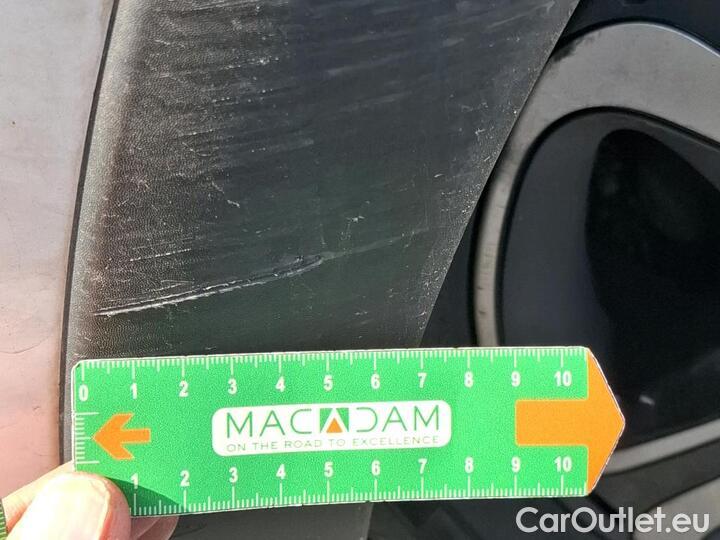 0 1 2 3 4 5 6 7 8 9 10
MACADAM
ON THE ROAD TO EXCELLENCE
1 2 3 4 5 6 7 8 9 10
CarOutlet.eu